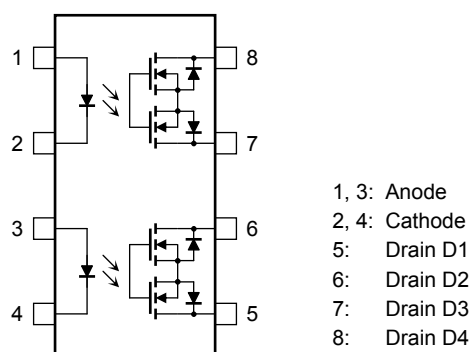 1
8
2
7
3
6
4
5
1, 3: Anode
2, 4: Cathode
5: Drain D1
6: Drain D2
7: Drain D3
8: Drain D4